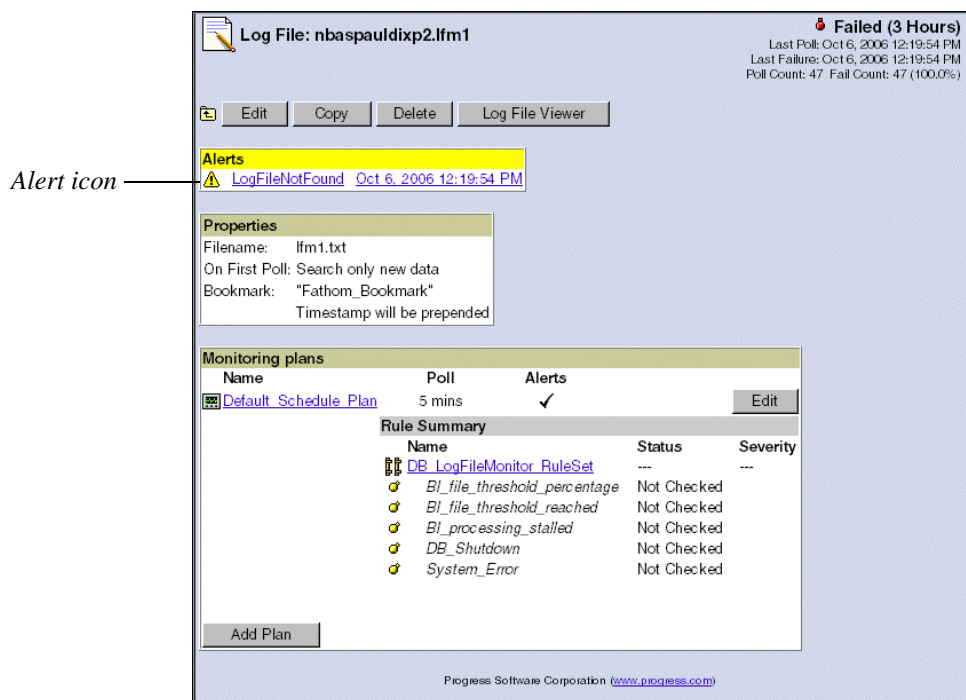 Log File: nbaspauldixp2.lfm1
Failed (3 Hours)
Last Poll: Oct 6, 2006 12:19:54 PM
Last Failure: Oct 6, 2006 12:19:54 PM
Poll Count: 47 Fail Count: 47 (100.0%)
Edit Copy Delete Log File Viewer
Alerts
Alert icon
LogFileNotFound Oct 6, 2006 12:19:54 PM
Properties
Filename: lfm1.txt
On First Poll: Search only new data
Bookmark: "Fathom_Bookmark"
Timestamp will be prepended
Monitoring plans
Name Poll Alerts
Default_Schedule_Plan 5 mins ✓ Edit
Rule Summary
Name Status Severity
DB_LogFileMonitor_RuleSet --- ---
BI_file_threshold_percentage Not Checked
BI_file_threshold_reached Not Checked
BI_processing_stalled Not Checked
DB_Shutdown Not Checked
System_Error Not Checked
Add Plan
Progress Software Corporation (www.progress.com)